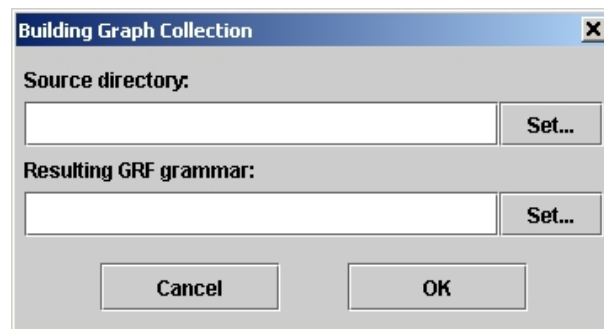 Building Graph Collection
Source directory:
Set...
Resulting GRF grammar:
Set...
Cancel OK